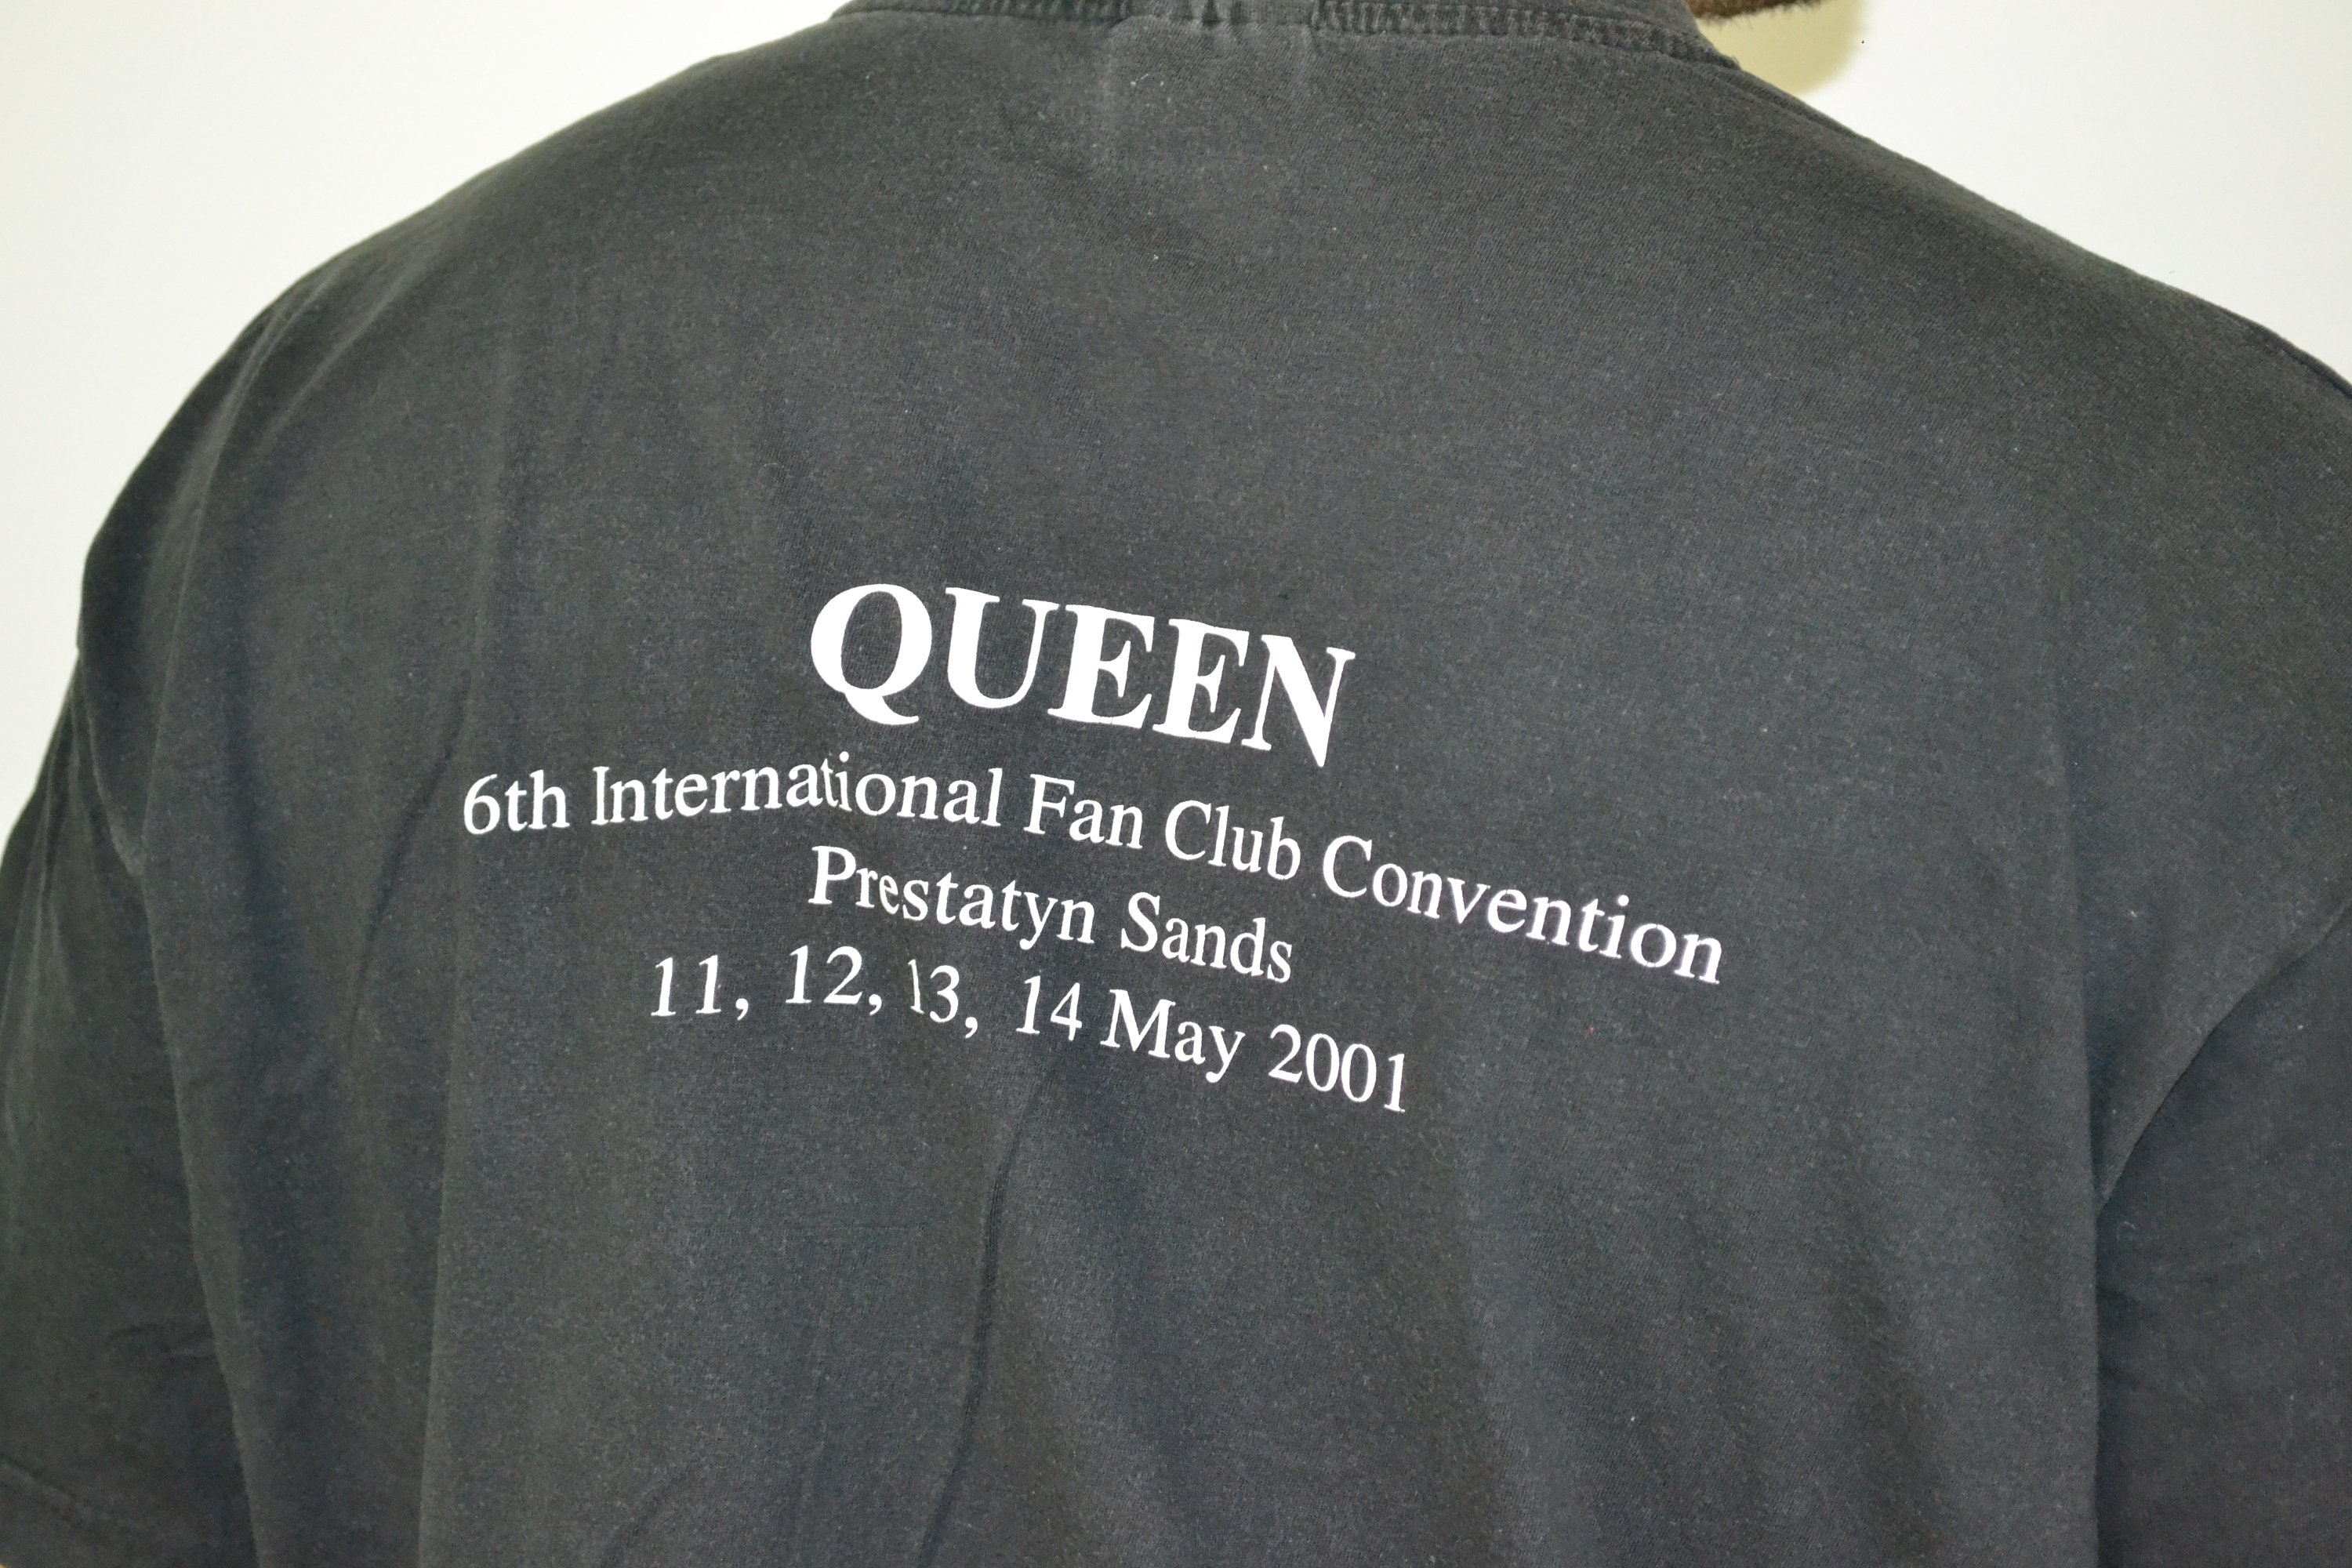 QUEEN
6th International Fan Club Convention
Prestatyn Sands
11, 12, 13, 14 May 2001